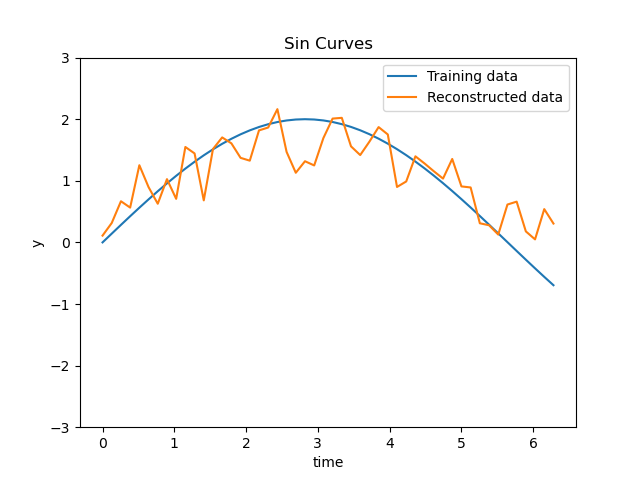 Sin Curves
Training data
Reconstructed data
3
2
1
0
−1
−2
−3
y
0 1 2 3 4 5 6
time